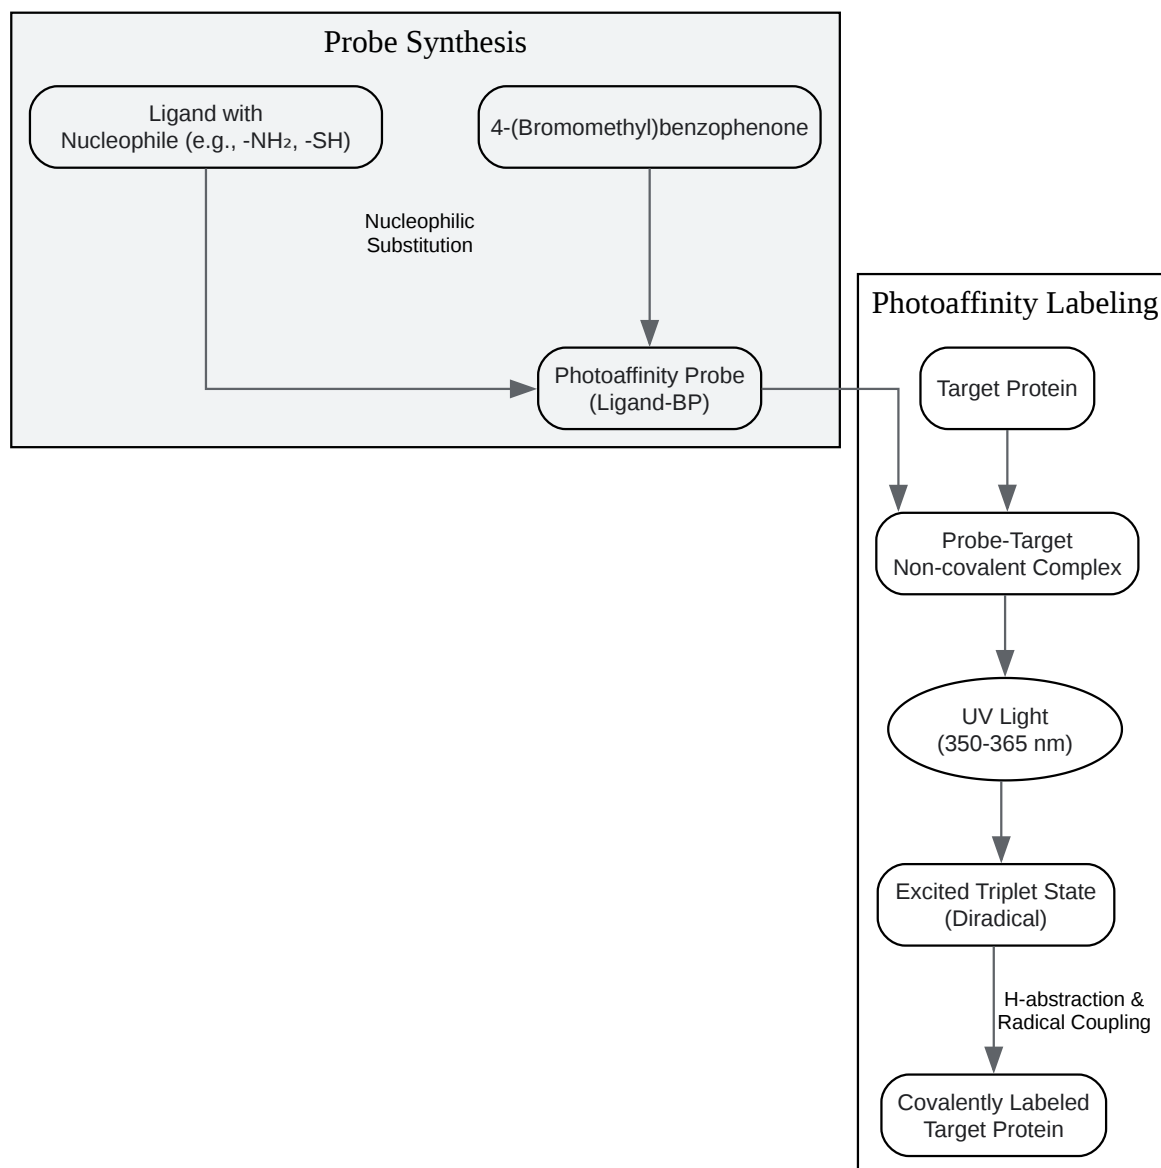 Probe Synthesis
Ligand with
Nucleophile (e.g., -NH₂, -SH)
4-(Bromomethyl)benzophenone
Nucleophilic
Substitution
Photoaffinity Probe
(Ligand-BP)
Photoaffinity Labeling
Target Protein
Probe-Target
Non-covalent Complex
UV Light
(350-365 nm)
Excited Triplet State
(Diradical)
H-abstraction &
Radical Coupling
Covalently Labeled
Target Protein